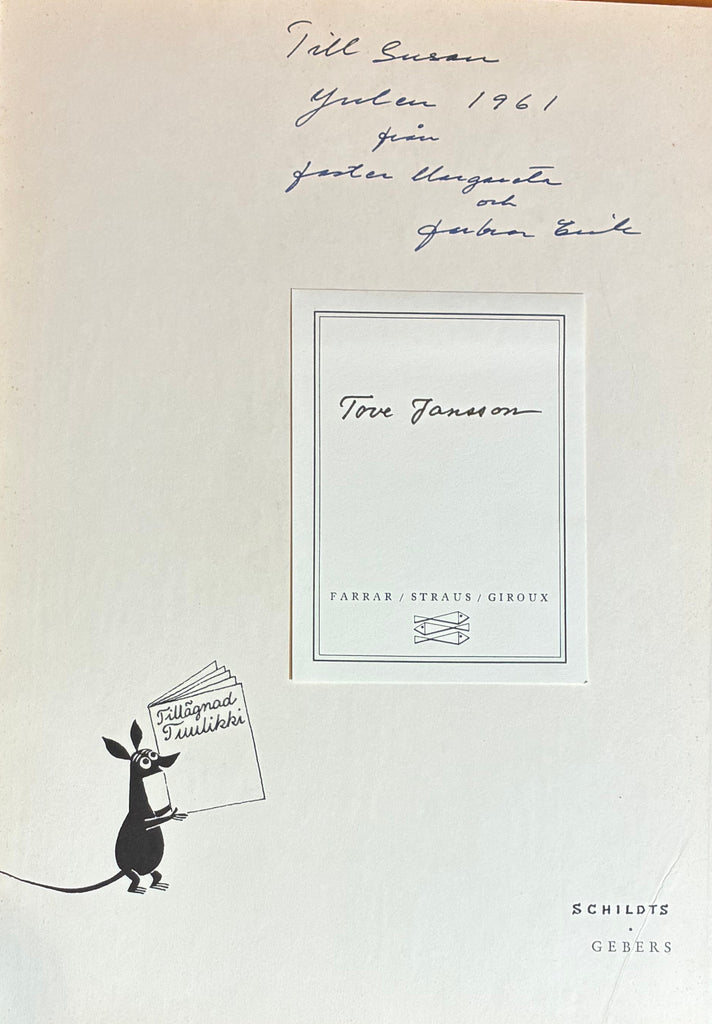 Till Susan
Julen 1961
från
faster Margareta
och
farbror Erik
Tove Jansson
FARRAR / STRAUS / GIROUX
Tillägnad
Tuulikki
SCHILDTS
·
GEBERS